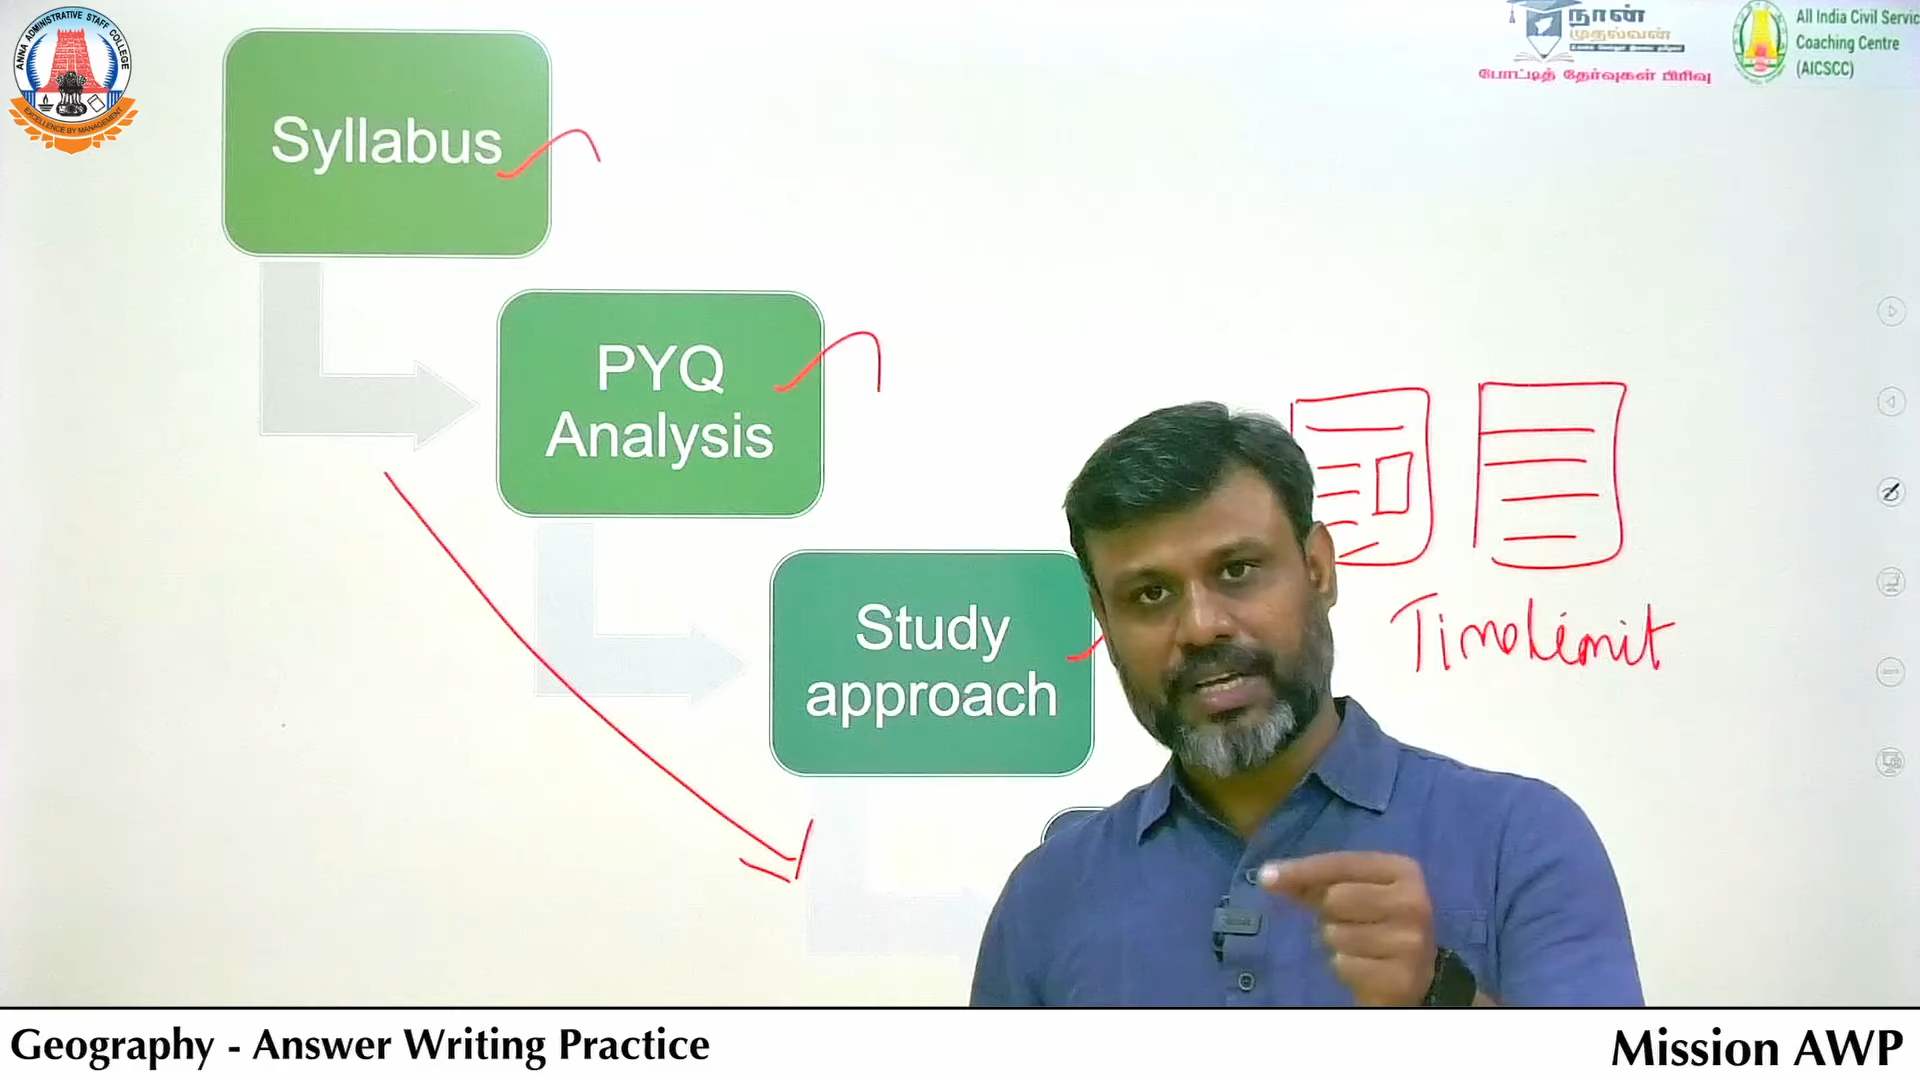 ANNA ADMINISTRATIVE STAFF COLLEGE
EXCELLENCE BY MANAGEMENT
நான்
முதல்வன்
போட்டித் தேர்வுகள் பிரிவு
All India Civil Servic
Coaching Centre
(AICSCC)
Syllabus
PYQ
Analysis
Study
approach
Timelimit
Geography - Answer Writing Practice
Mission AWP